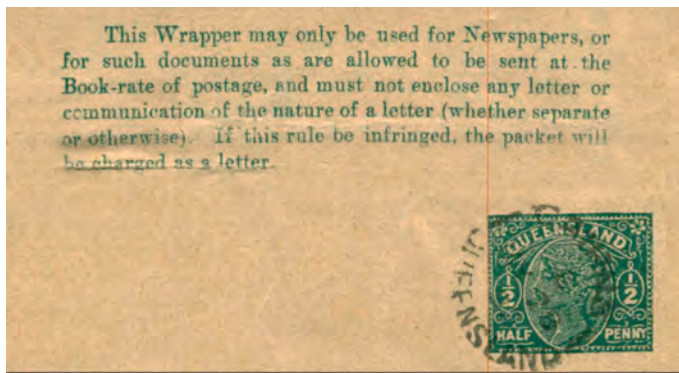 This Wrapper may only be used for Newspapers, or
for such documents as are allowed to be sent at the
Book-rate of postage, and must not enclose any letter or
communication of the nature of a letter (whether separate
or otherwise). If this rule be infringed, the packet will
be charged as a letter.
QUEENSLAND
½ ½
HALF PENNY
QUEENSLAND